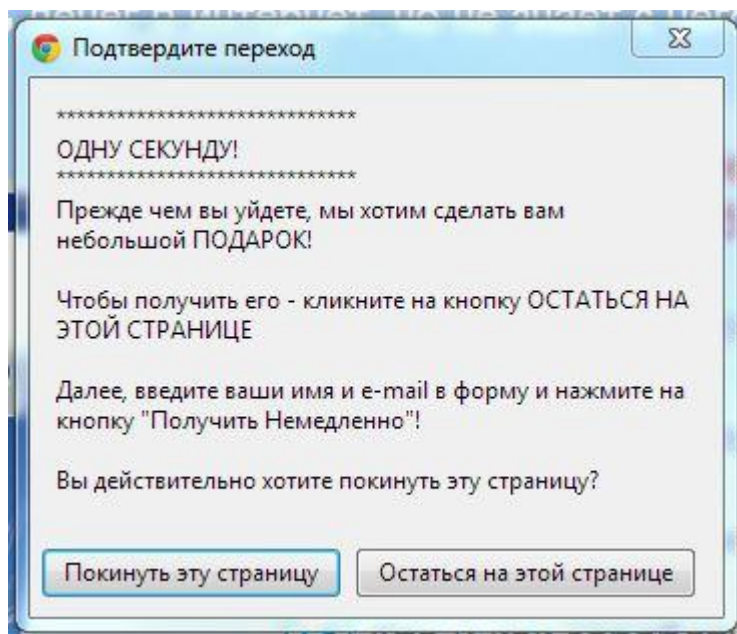 Подтвердите переход
******************************
ОДНУ СЕКУНДУ!
******************************
Прежде чем вы уйдете, мы хотим сделать вам
небольшой ПОДАРОК!
Чтобы получить его - кликните на кнопку ОСТАТЬСЯ НА
ЭТОЙ СТРАНИЦЕ
Далее, введите ваши имя и e-mail в форму и нажмите на
кнопку "Получить Немедленно"!
Вы действительно хотите покинуть эту страницу?
Покинуть эту страницу
Остаться на этой странице